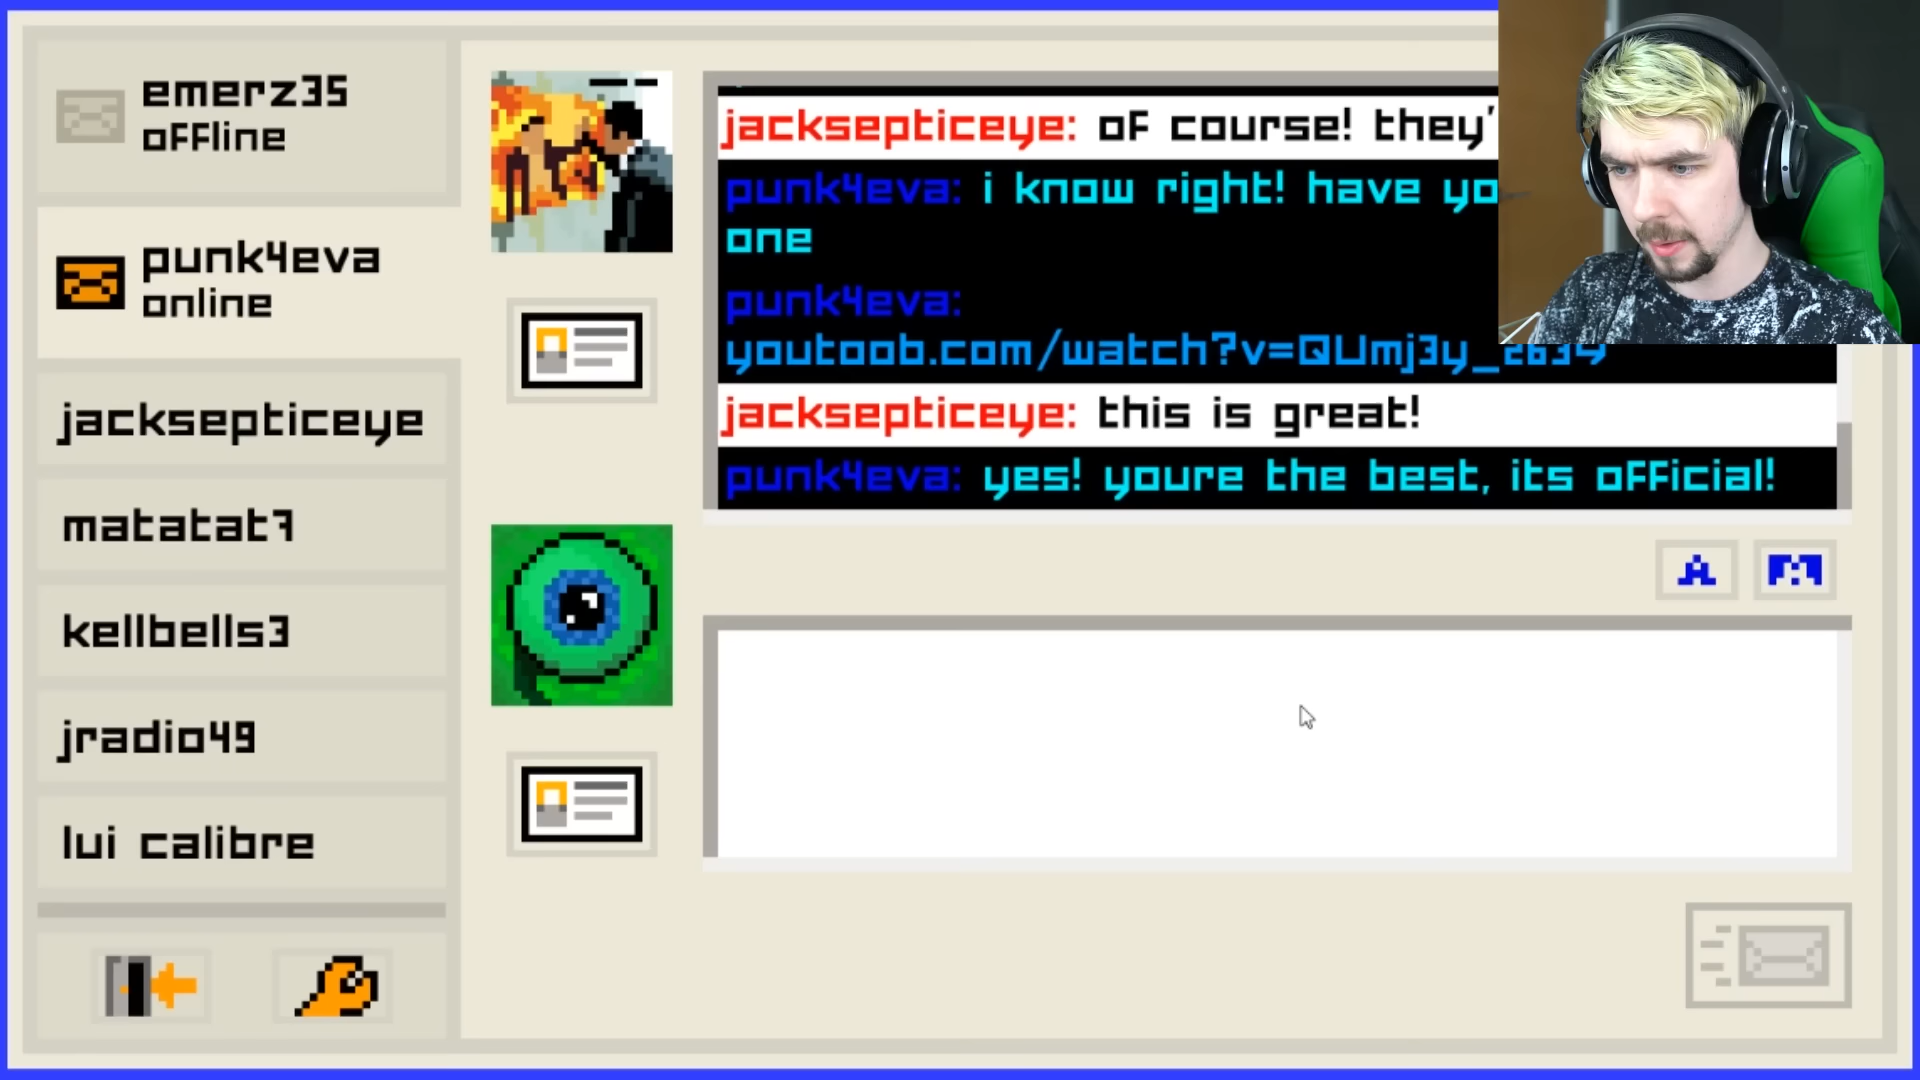 emerz35
offline
punk4eva
online
jacksepticeye
matatat7
kellbells3
jradio49
lui calibre
jacksepticeye: of course! they'
punk4eva: i know right! have yo
one
punk4eva:
youtoob.com/watch?v=QUmj3y_2634
jacksepticeye: this is great!
punk4eva: yes! youre the best, its official!
A